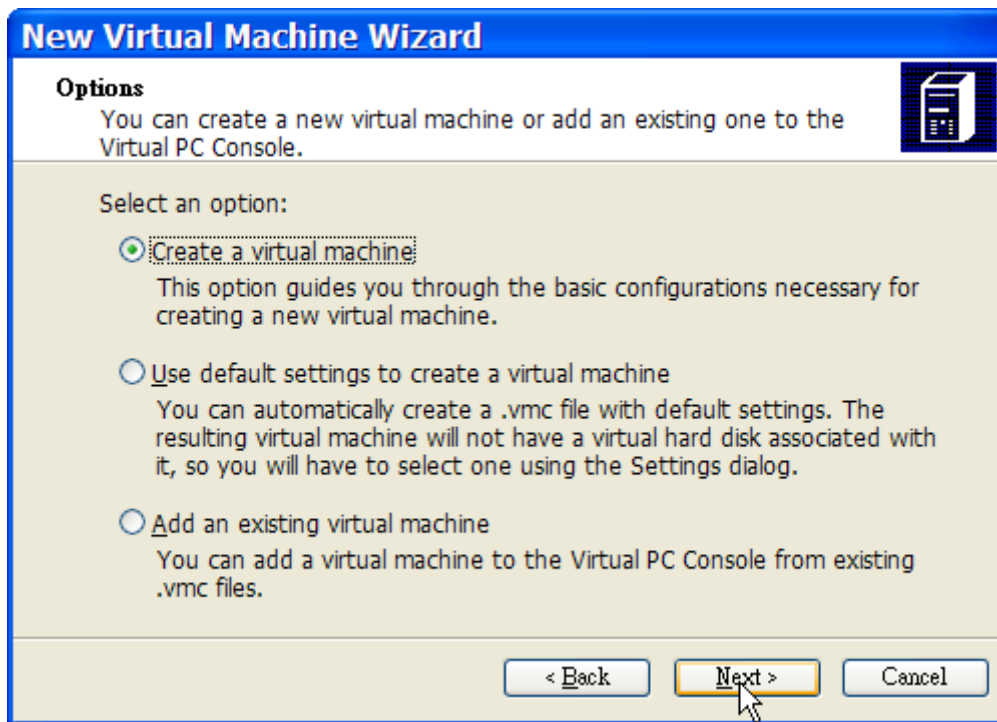 New Virtual Machine Wizard
Options
You can create a new virtual machine or add an existing one to the
Virtual PC Console.
Select an option:
Create a virtual machine
This option guides you through the basic configurations necessary for
creating a new virtual machine.
Use default settings to create a virtual machine
You can automatically create a .vmc file with default settings. The
resulting virtual machine will not have a virtual hard disk associated with
it, so you will have to select one using the Settings dialog.
Add an existing virtual machine
You can add a virtual machine to the Virtual PC Console from existing
.vmc files.
< Back Next > Cancel